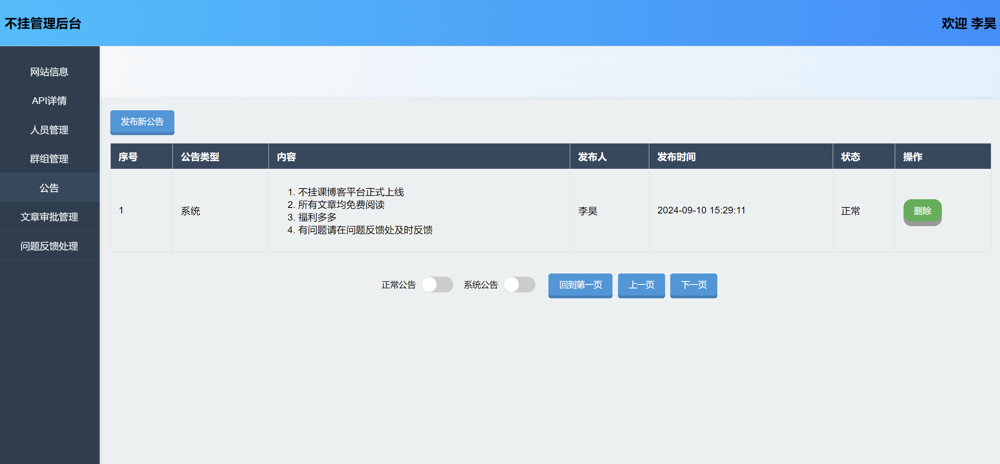 不挂管理后台
欢迎 李昊
网站信息
API详情
人员管理
群组管理
公告
文章审批管理
问题反馈处理
发布新公告
序号 公告类型 内容 发布人 发布时间 状态 操作
1 系统
1. 不挂课博客平台正式上线
2. 所有文章均免费阅读
3. 福利多多
4. 有问题请在问题反馈处及时反馈
李昊 2024-09-10 15:29:11 正常 删除
正常公告 系统公告 回到第一页 上一页 下一页